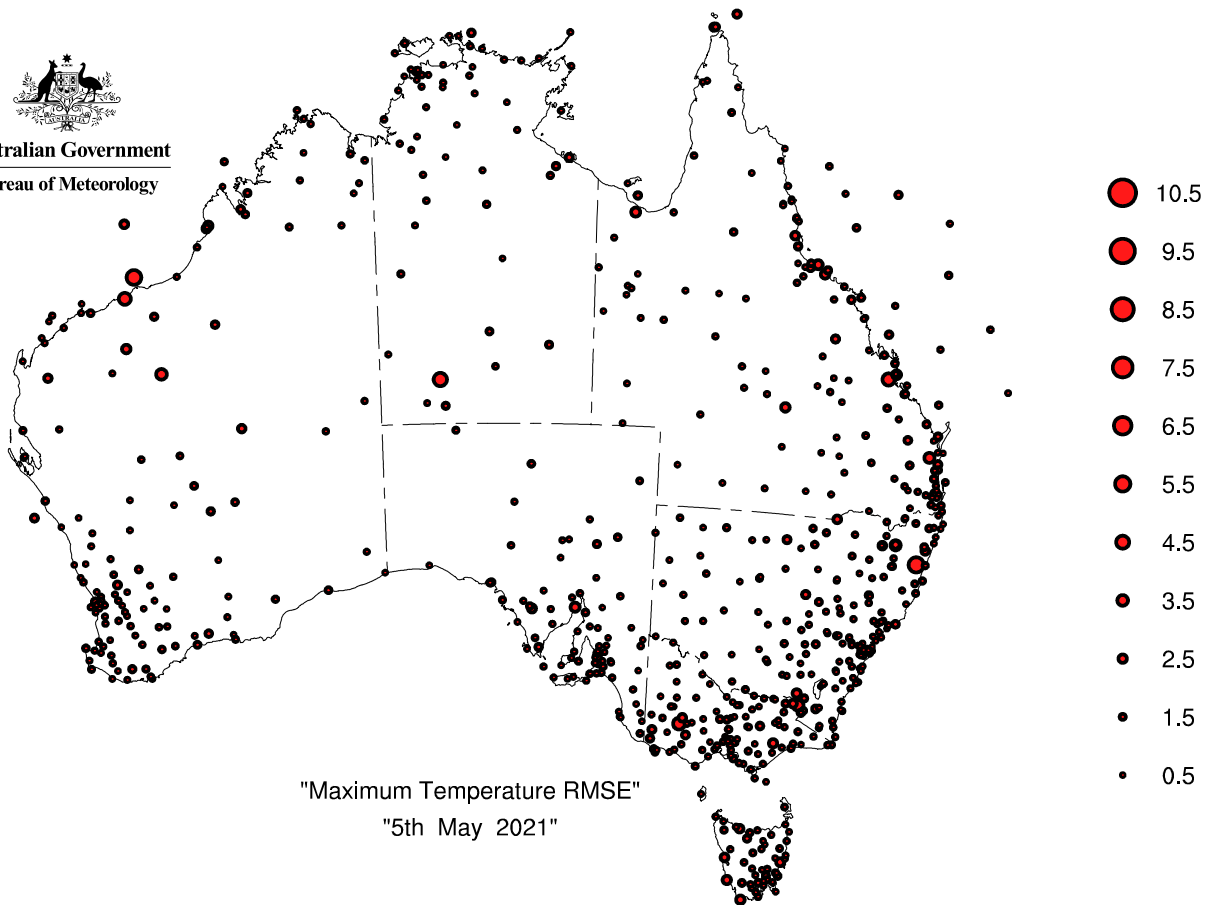 AUSTRALIA
tralian Government
reau of Meteorology
10.5
9.5
8.5
7.5
6.5
5.5
4.5
3.5
2.5
1.5
0.5
"Maximum Temperature RMSE"
"5th May 2021"